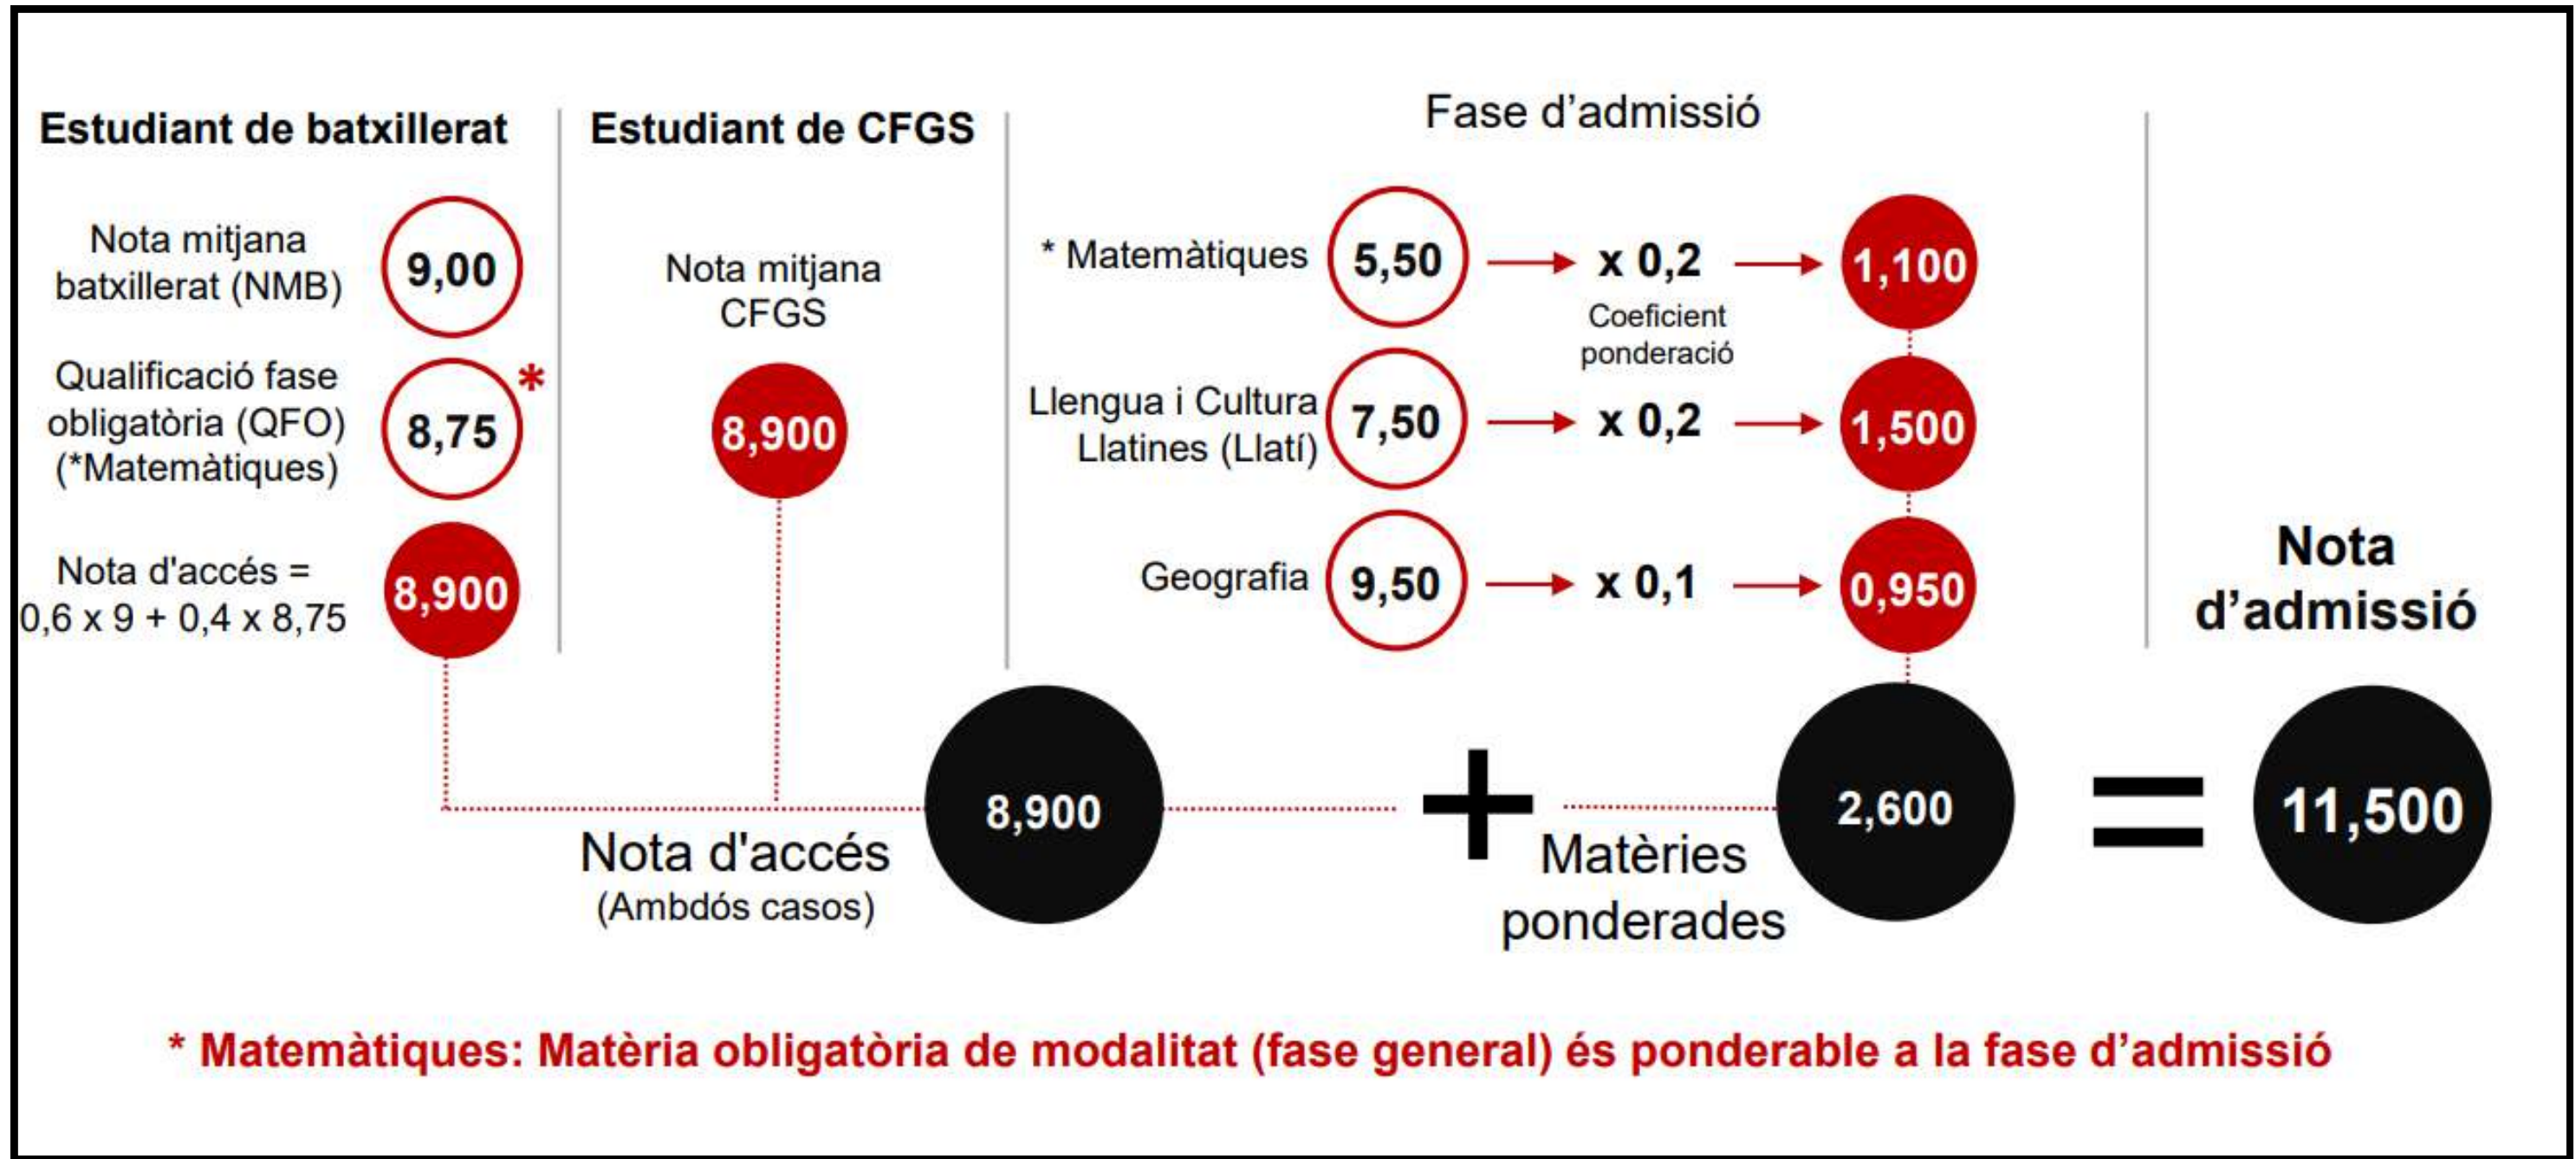 Estudiant de batxillerat
Nota mitjana
batxillerat (NMB)
9,00
Qualificació fase
obligatòria (QFO)
(*Matemàtiques)
8,75
*
Nota d'accés =
0,6 x 9 + 0,4 x 8,75
8,900
Estudiant de CFGS
Nota mitjana
CFGS
8,900
Fase d’admissió
* Matemàtiques
5,50
x 0,2
Coeficient
ponderació
1,100
Llengua i Cultura
Llatines (Llatí)
7,50
x 0,2
1,500
Geografia
9,50
x 0,1
0,950
Nota d'accés
(Ambdós casos)
8,900
+
Matèries
ponderades
2,600
=
Nota
d’admissió
11,500
* Matemàtiques: Matèria obligatòria de modalitat (fase general) és ponderable a la fase d’admissió